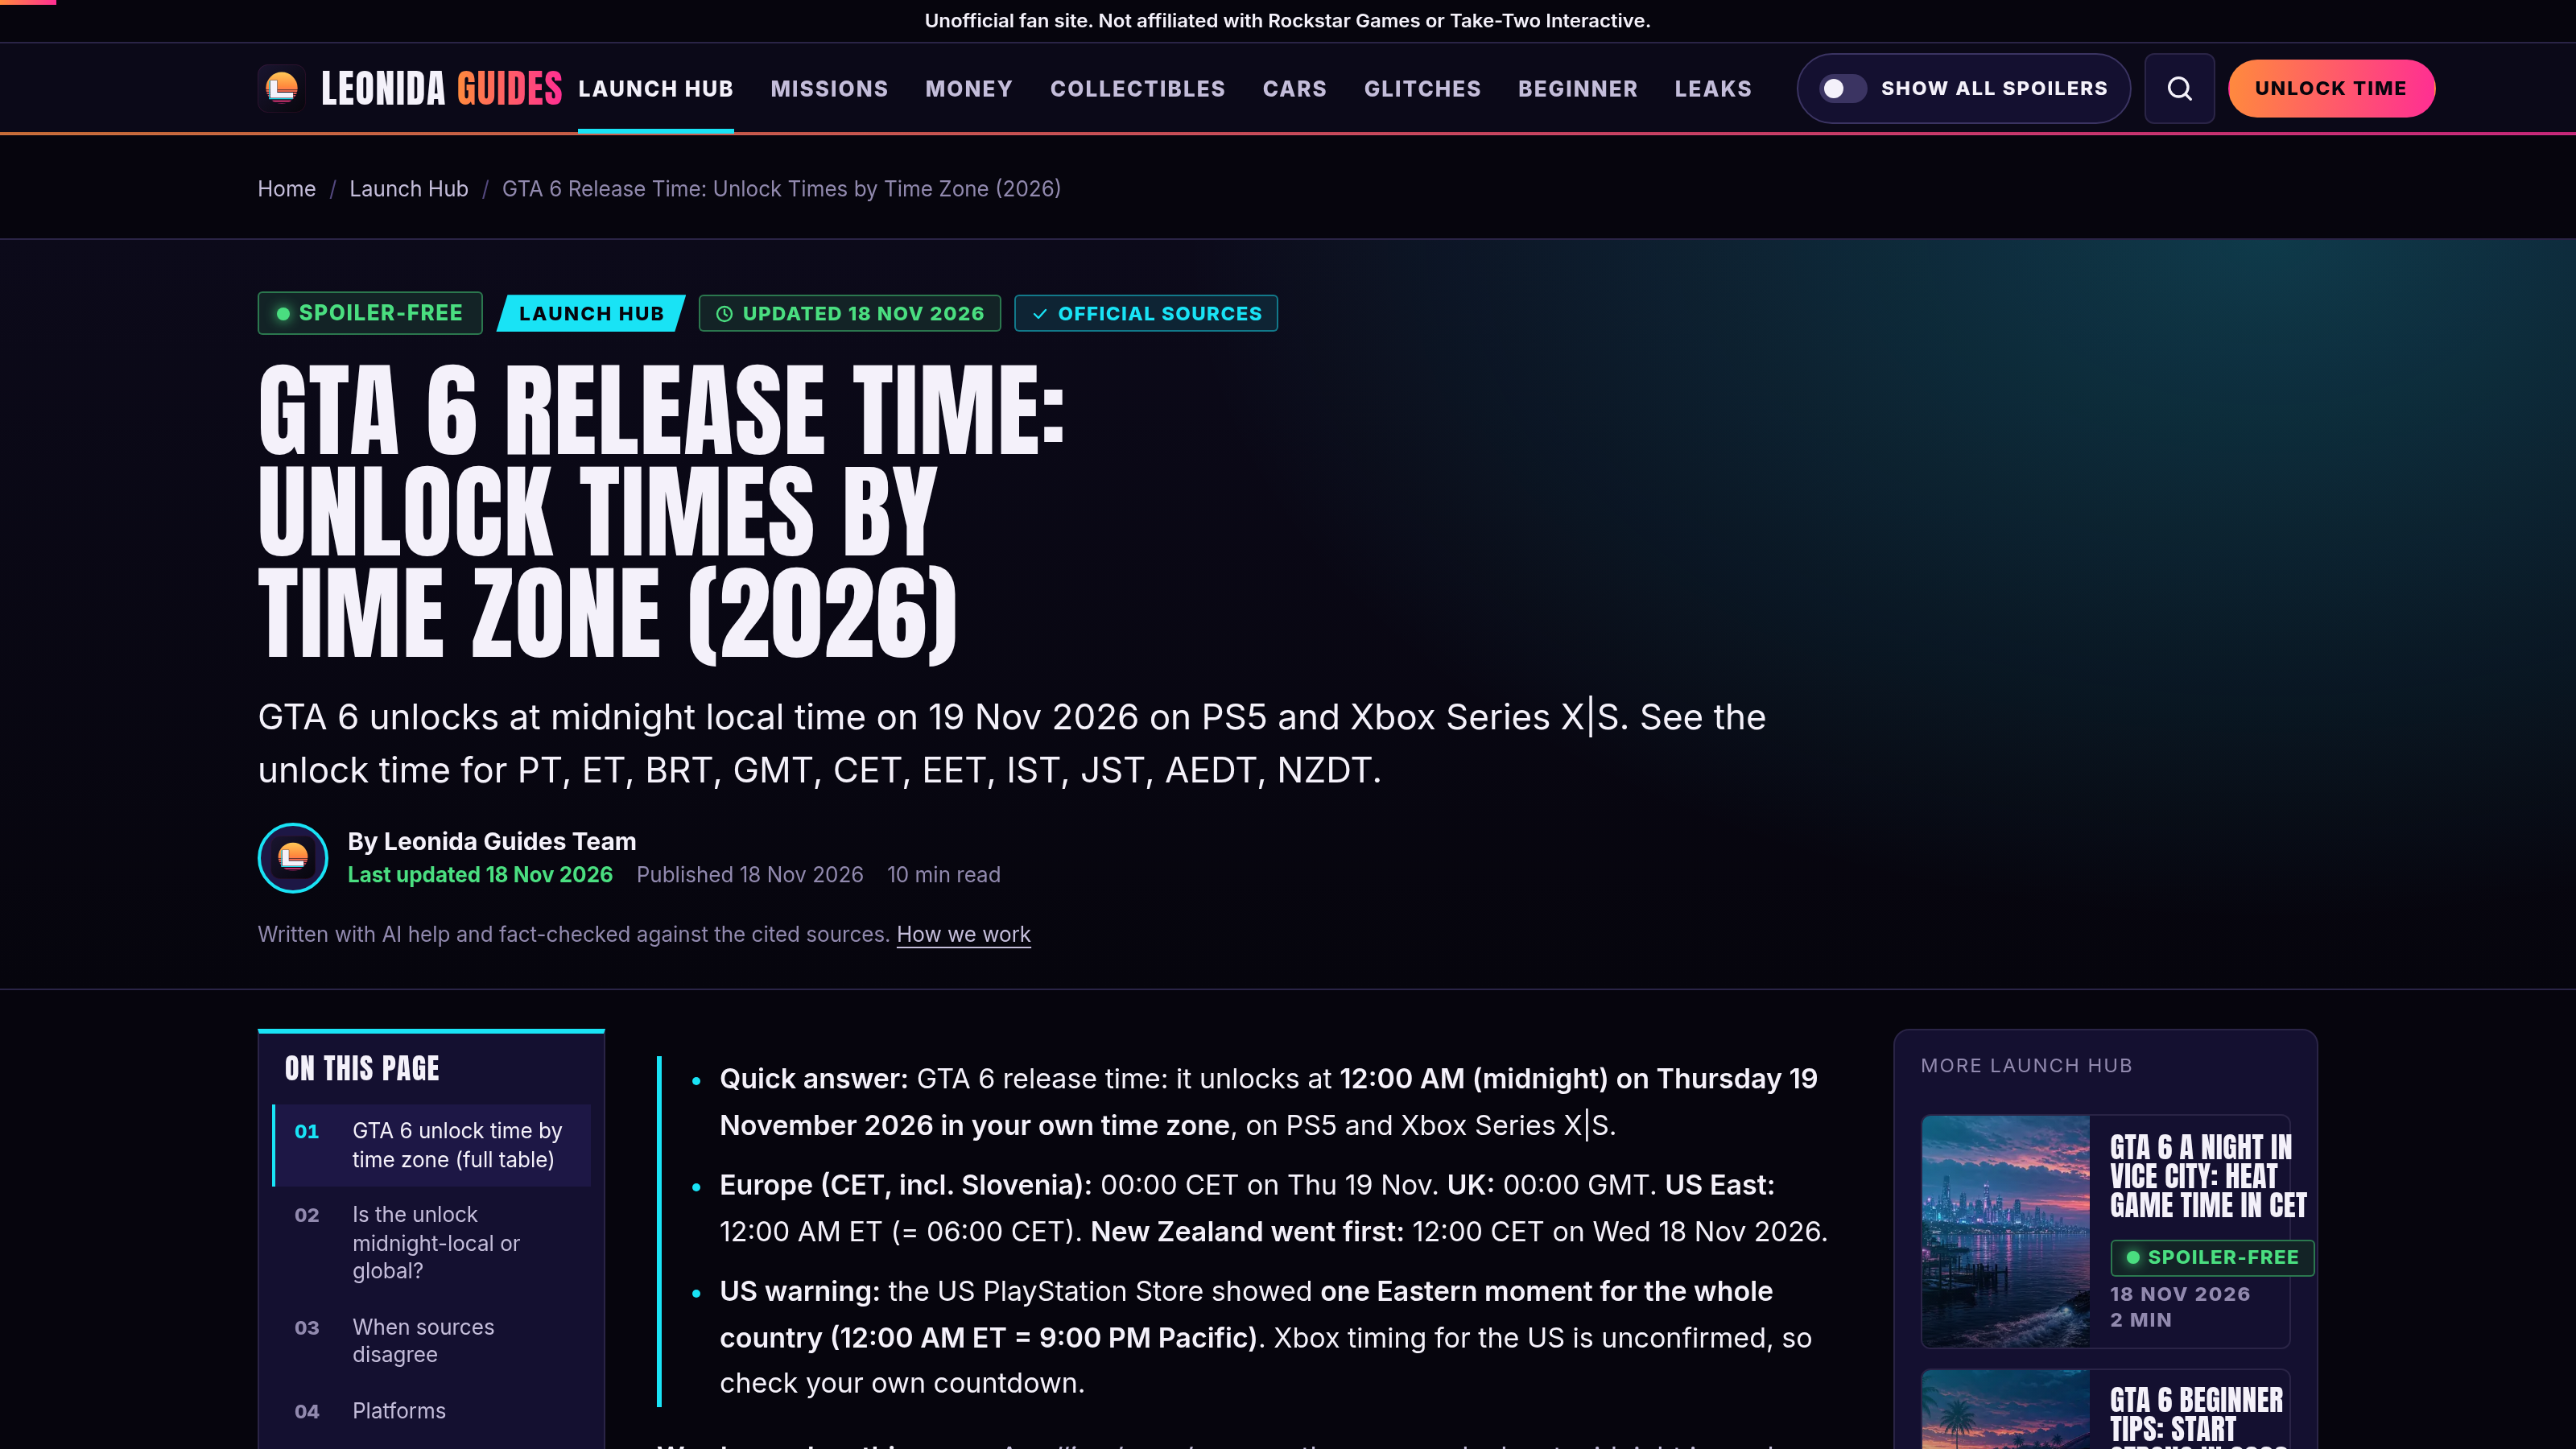 Unofficial fan site. Not affiliated with Rockstar Games or Take-Two Interactive.
LEONIDA GUIDES
LAUNCH HUB
MISSIONS
MONEY
COLLECTIBLES
CARS
GLITCHES
BEGINNER
LEAKS
SHOW ALL SPOILERS
UNLOCK TIME
Home / Launch Hub / GTA 6 Release Time: Unlock Times by Time Zone (2026)
SPOILER-FREE
LAUNCH HUB
UPDATED 18 NOV 2026
OFFICIAL SOURCES
GTA 6 RELEASE TIME:
UNLOCK TIMES BY
TIME ZONE (2026)
GTA 6 unlocks at midnight local time on 19 Nov 2026 on PS5 and Xbox Series X|S. See the
unlock time for PT, ET, BRT, GMT, CET, EET, IST, JST, AEDT, NZDT.
By Leonida Guides Team
Last updated 18 Nov 2026 Published 18 Nov 2026 10 min read
Written with AI help and fact-checked against the cited sources. How we work
ON THIS PAGE
01 GTA 6 unlock time by
time zone (full table)
02 Is the unlock
midnight-local or
global?
03 When sources
disagree
04 Platforms
Quick answer: GTA 6 release time: it unlocks at 12:00 AM (midnight) on Thursday 19
November 2026 in your own time zone, on PS5 and Xbox Series X|S.
Europe (CET, incl. Slovenia): 00:00 CET on Thu 19 Nov. UK: 00:00 GMT. US East:
12:00 AM ET (= 06:00 CET). New Zealand went first: 12:00 CET on Wed 18 Nov 2026.
US warning: the US PlayStation Store showed one Eastern moment for the whole
country (12:00 AM ET = 9:00 PM Pacific). Xbox timing for the US is unconfirmed, so
check your own countdown.
MORE LAUNCH HUB
GTA 6 A NIGHT IN
VICE CITY: HEAT
GAME TIME IN CET
SPOILER-FREE
18 NOV 2026
2 MIN
GTA 6 BEGINNER
TIPS: START